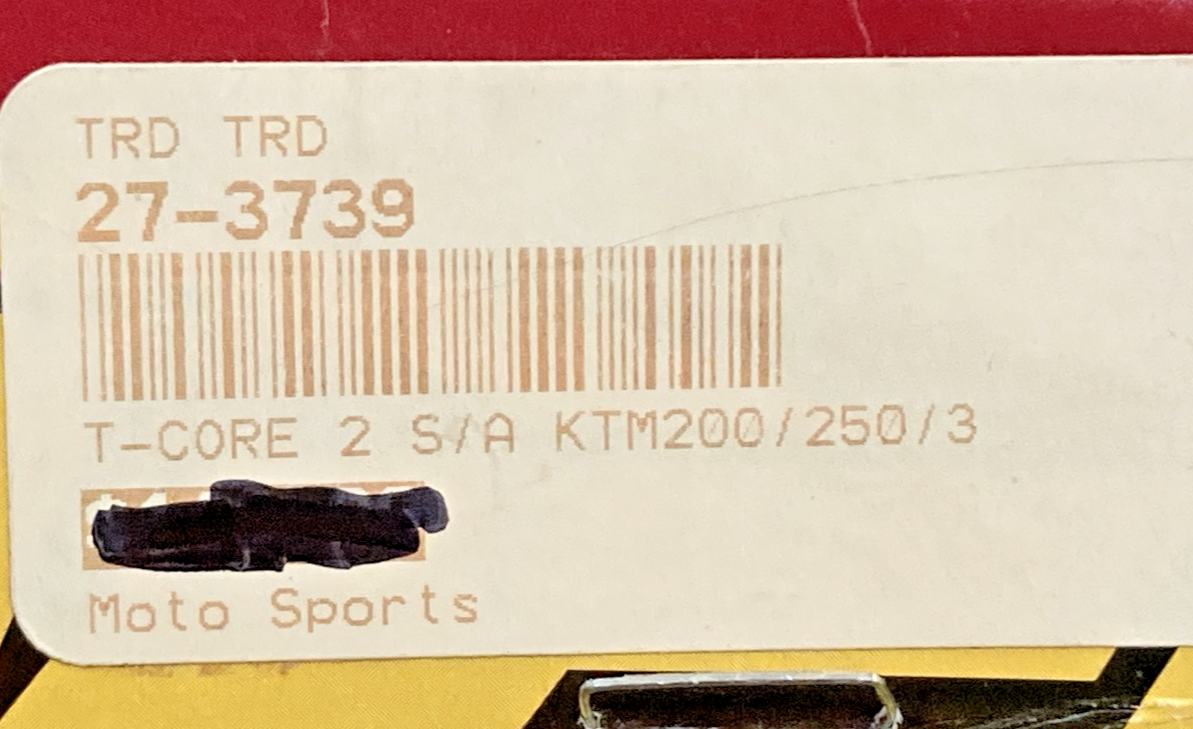 TRD TRD
27-3739
T-CORE 2 S/A KTM200/250/3
Moto Sports